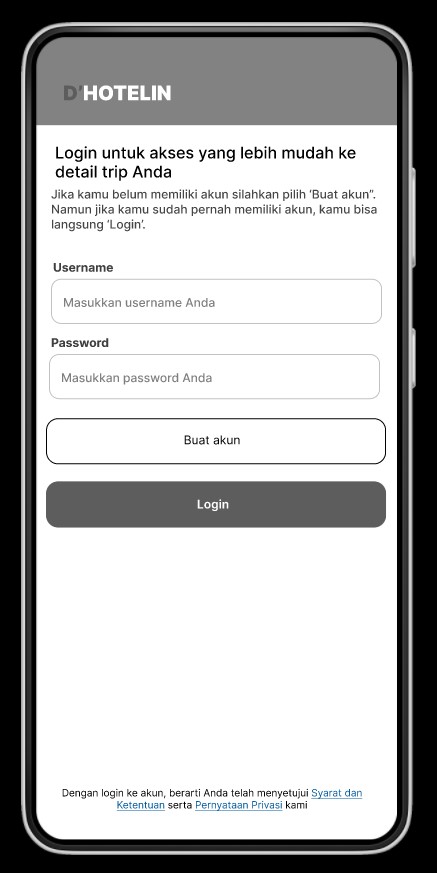 D'HOTELIN
Login untuk akses yang lebih mudah ke
detail trip Anda
Jika kamu belum memiliki akun silahkan pilih ‘Buat akun”.
Namun jika kamu sudah pernah memiliki akun, kamu bisa
langsung ‘Login’.
Username
Masukkan username Anda
Password
Masukkan password Anda
Buat akun
Login
Dengan login ke akun, berarti Anda telah menyetujui Syarat dan
Ketentuan serta Pernyataan Privasi kami